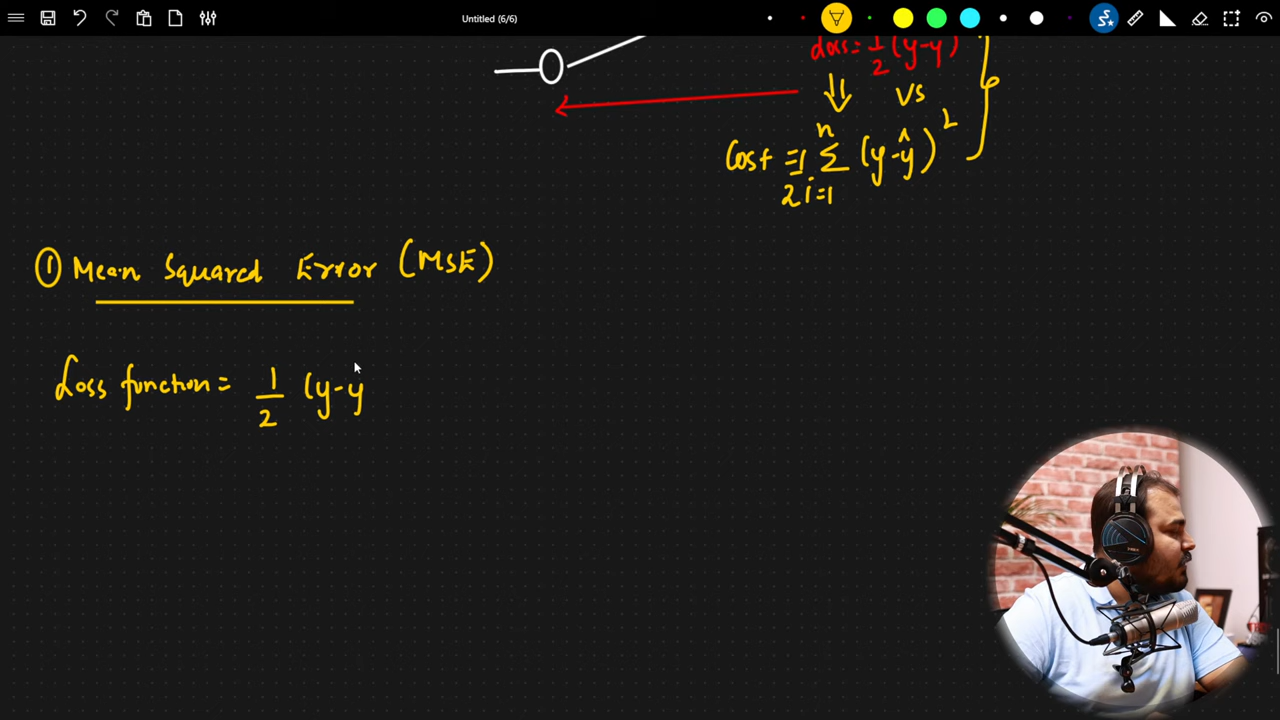 Untitled (6/6)
Loss = 1/2 (y-y)
VS
Cost = 1/2 n Σ i=1 (y-ŷ)²
① Mean Squared Error (MSE)
Loss function = 1/2 (y-y